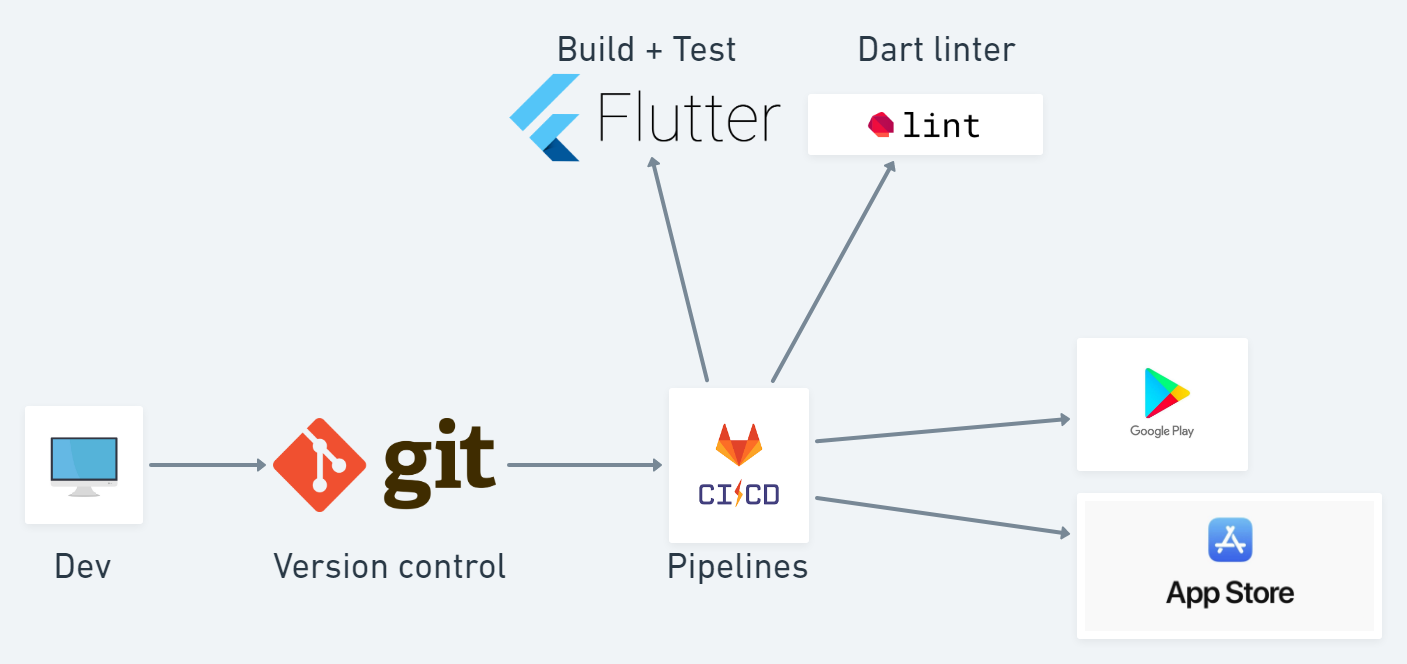 Build + Test
Dart linter
Flutter
lint
Google Play
git
CI CD
Dev
Version control
Pipelines
App Store